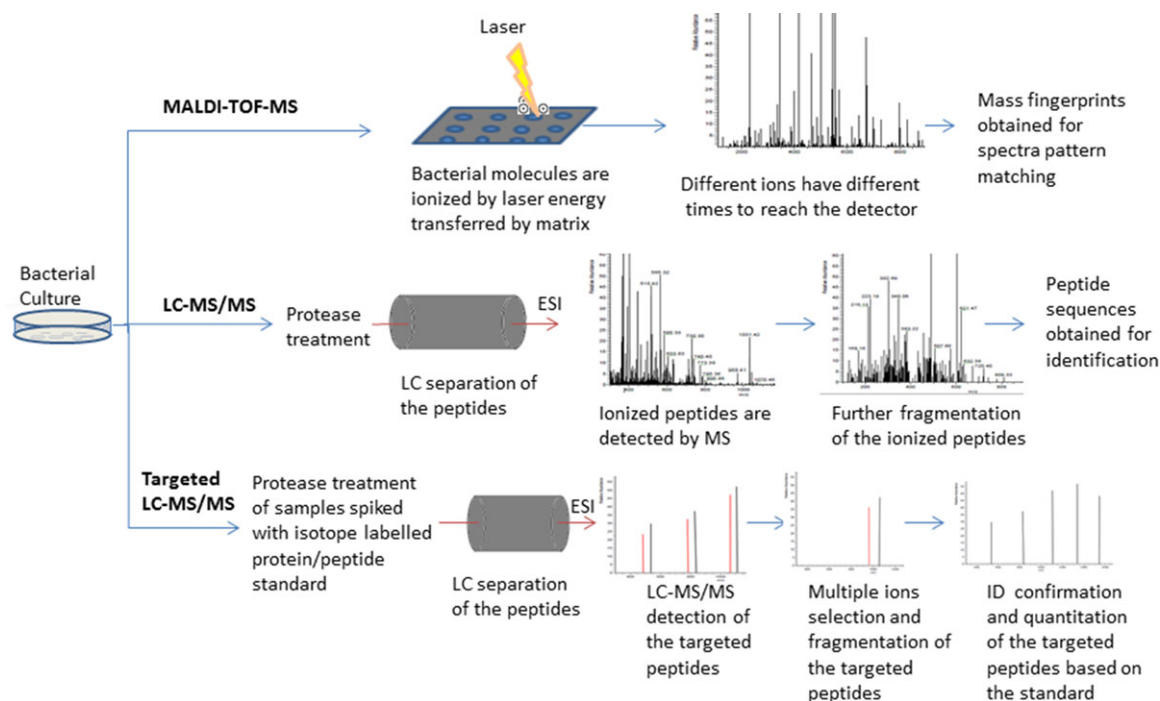 Laser
MALDI-TOF-MS
Bacterial molecules are
ionized by laser energy
transferred by matrix
Different ions have different
times to reach the detector
Mass fingerprints
obtained for
spectra pattern
matching
Bacterial
Culture
LC-MS/MS
Protease
treatment
LC separation of
the peptides
ESI
Ionized peptides are
detected by MS
Further fragmentation
of the ionized peptides
Peptide
sequences
obtained for
identification
Targeted
LC-MS/MS
Protease treatment
of samples spiked
with isotope labelled
protein/peptide
standard
LC separation
of the peptides
ESI
LC-MS/MS
detection of
the targeted
peptides
Multiple ions
selection and
fragmentation of
the targeted
peptides
ID confirmation
and quantitation
of the targeted
peptides based on
the standard